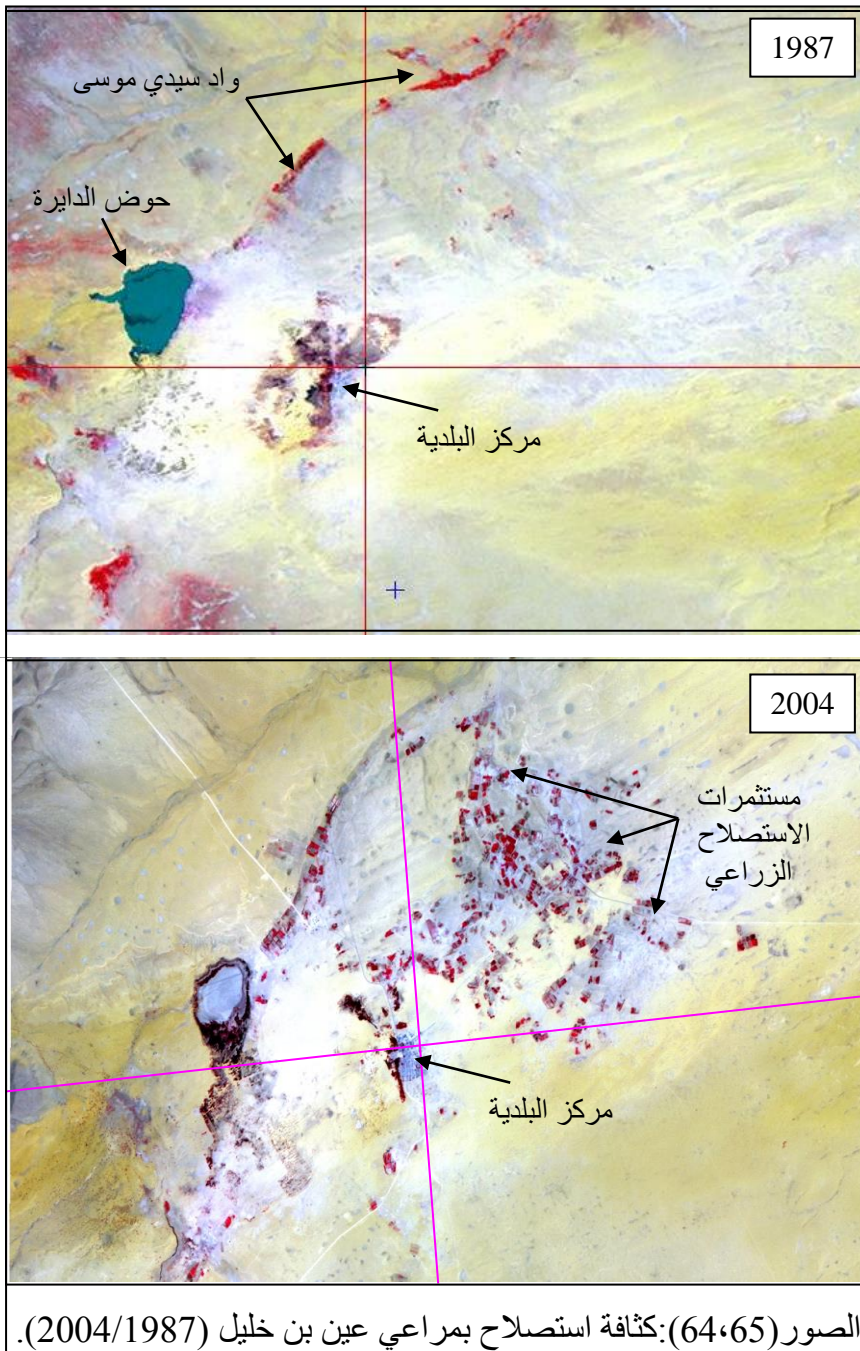 1987
واد سيدي موسى
حوض الدايرة
مركز البلدية
2004
مستثمرات
الاستصلاح
الزراعي
مركز البلدية
الصور(64،65):كثافة استصلاح بمراعي عين بن خليل (2004/1987).